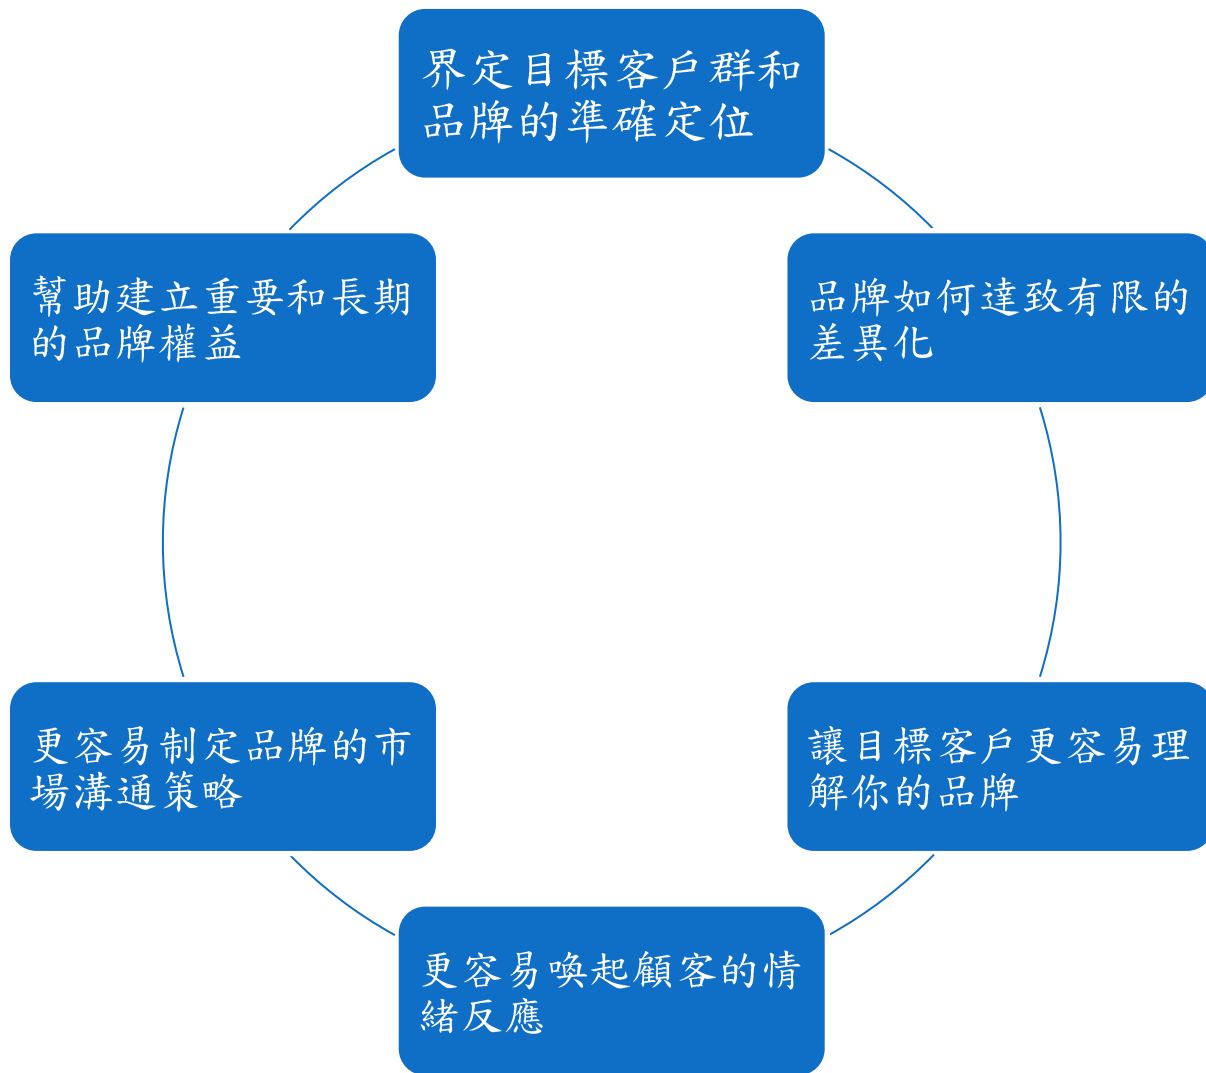 界定目標客戶群和
品牌的準確定位
品牌如何達致有限的
差異化
讓目標客戶更容易理
解你的品牌
更容易喚起顧客的情
緒反應
更容易制定品牌的市
場溝通策略
幫助建立重要和長期
的品牌權益